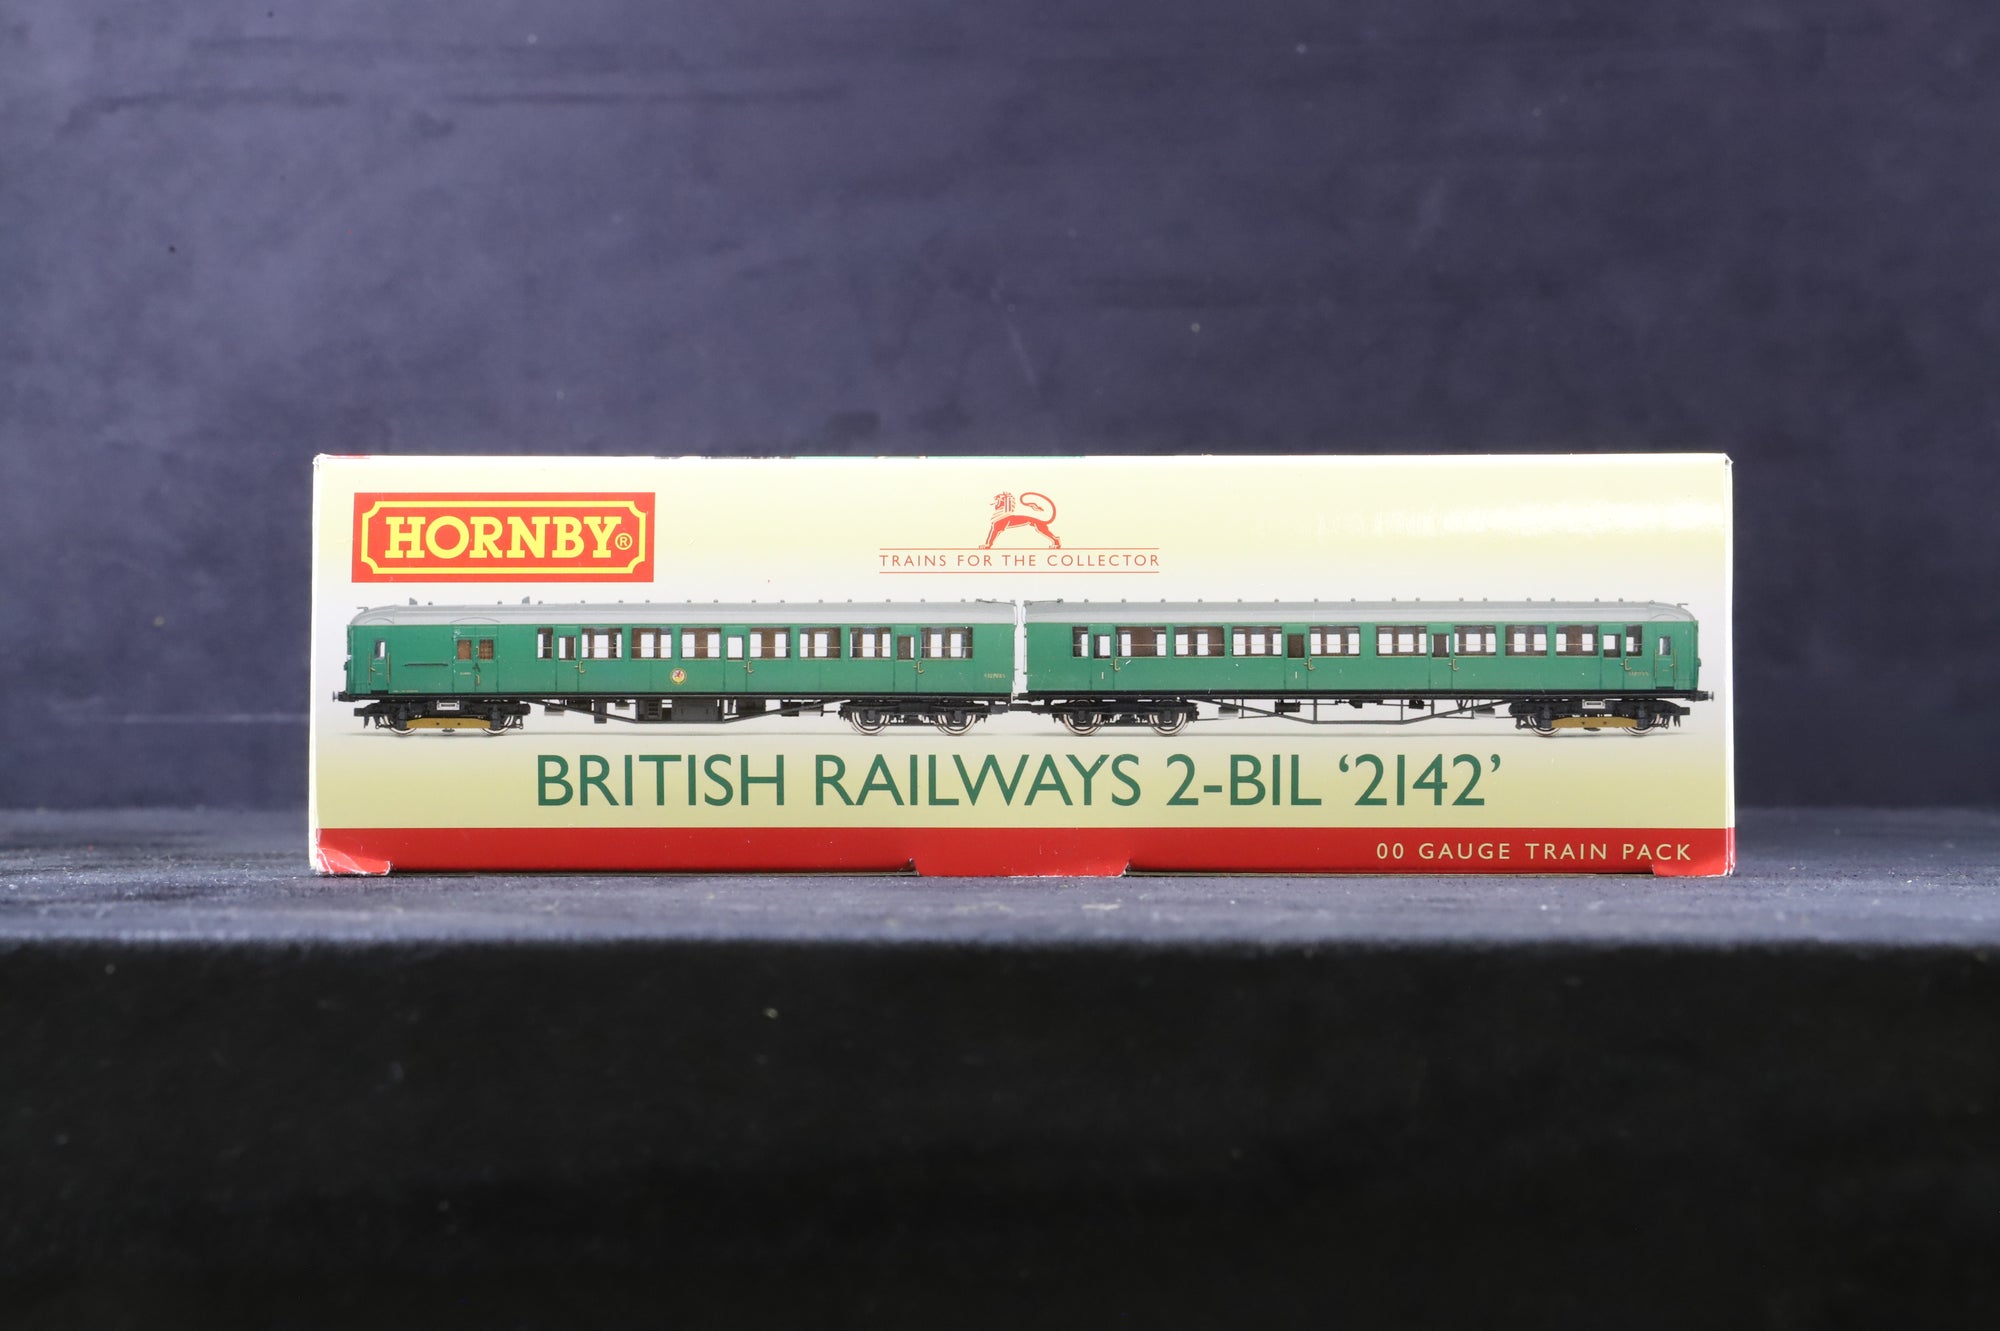 HORNBY®
TRAINS FOR THE COLLECTOR
BRITISH RAILWAYS 2-BIL ‘2142’
00 GAUGE TRAIN PACK